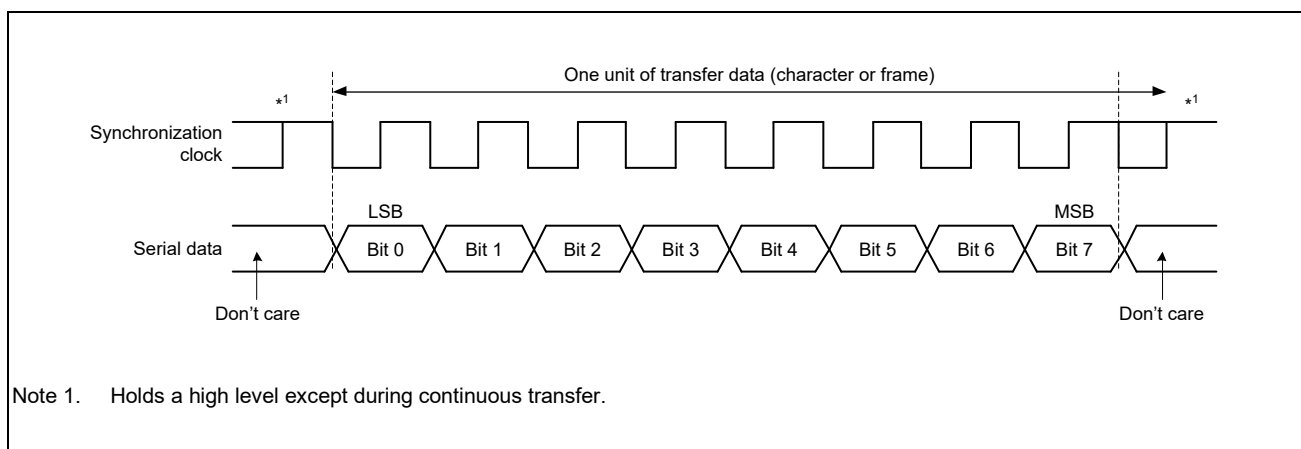 One unit of transfer data (character or frame)
*1 *1
Synchronization
clock
LSB MSB
Serial data Bit 0 Bit 1 Bit 2 Bit 3 Bit 4 Bit 5 Bit 6 Bit 7
Don’t care Don’t care
Note 1. Holds a high level except during continuous transfer.